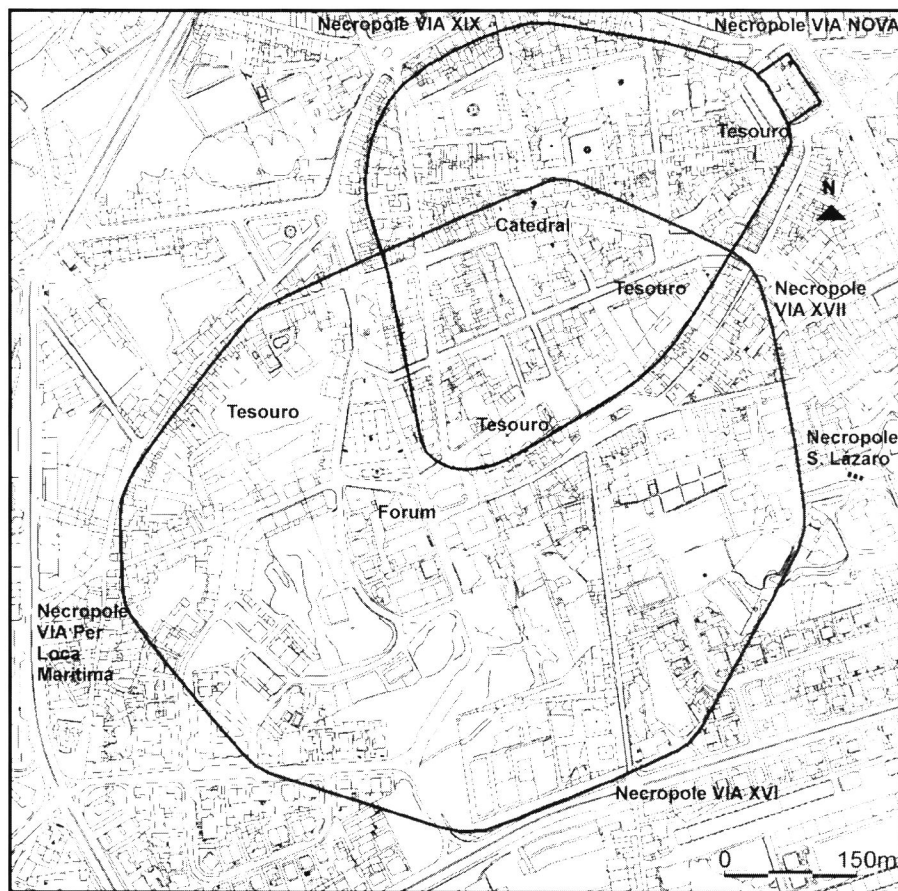 Necropole VIA XIX
Necropole VIA NOVA
Tesouro
N
Catedral
Tesouro
Necropole
VIA XVII
Tesouro
Tesouro
Necropole
S. Lázaro
Forum
Necropole
VIA Per
Loca
Maritima
Necropole VIA XVI
0 150m